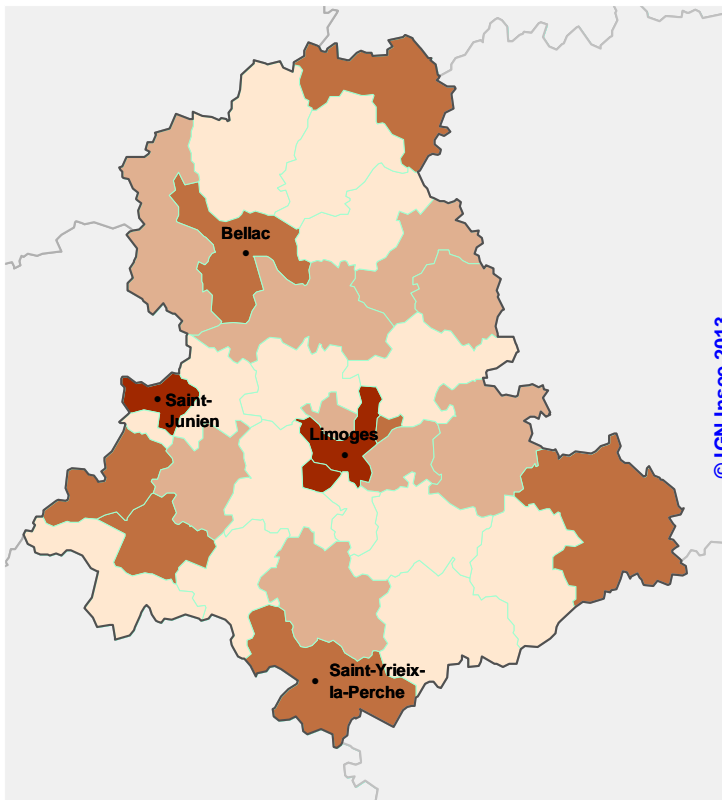 Bellac
Saint-
Junien
Limoges
Saint-Yrieix-
la-Perche
© IGN Insee 2013